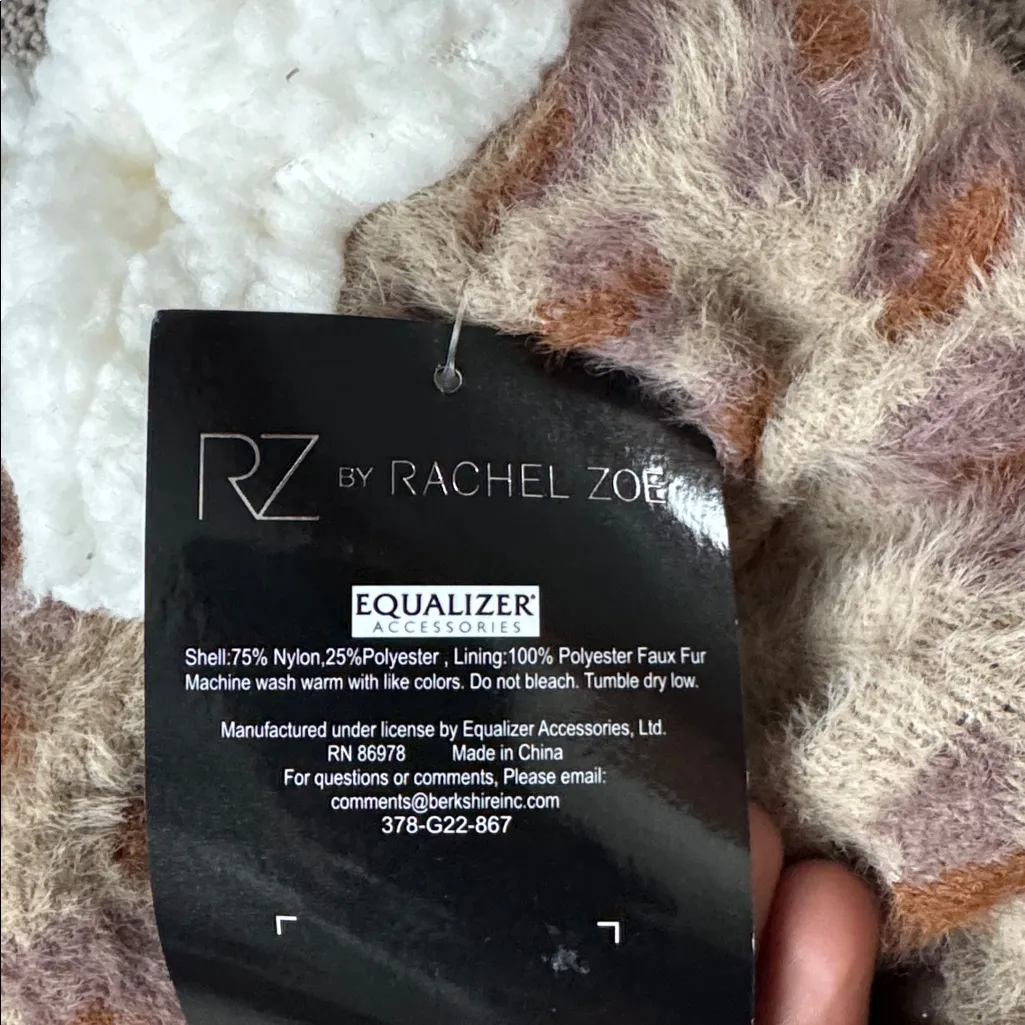 RZ BY RACHEL ZOE
EQUALIZER®
ACCESSORIES
Shell:75% Nylon,25%Polyester , Lining:100% Polyester Faux Fur
Machine wash warm with like colors. Do not bleach. Tumble dry low.
Manufactured under license by Equalizer Accessories, Ltd.
RN 86978 Made in China
For questions or comments, Please email:
comments@berkshireinc.com
378-G22-867